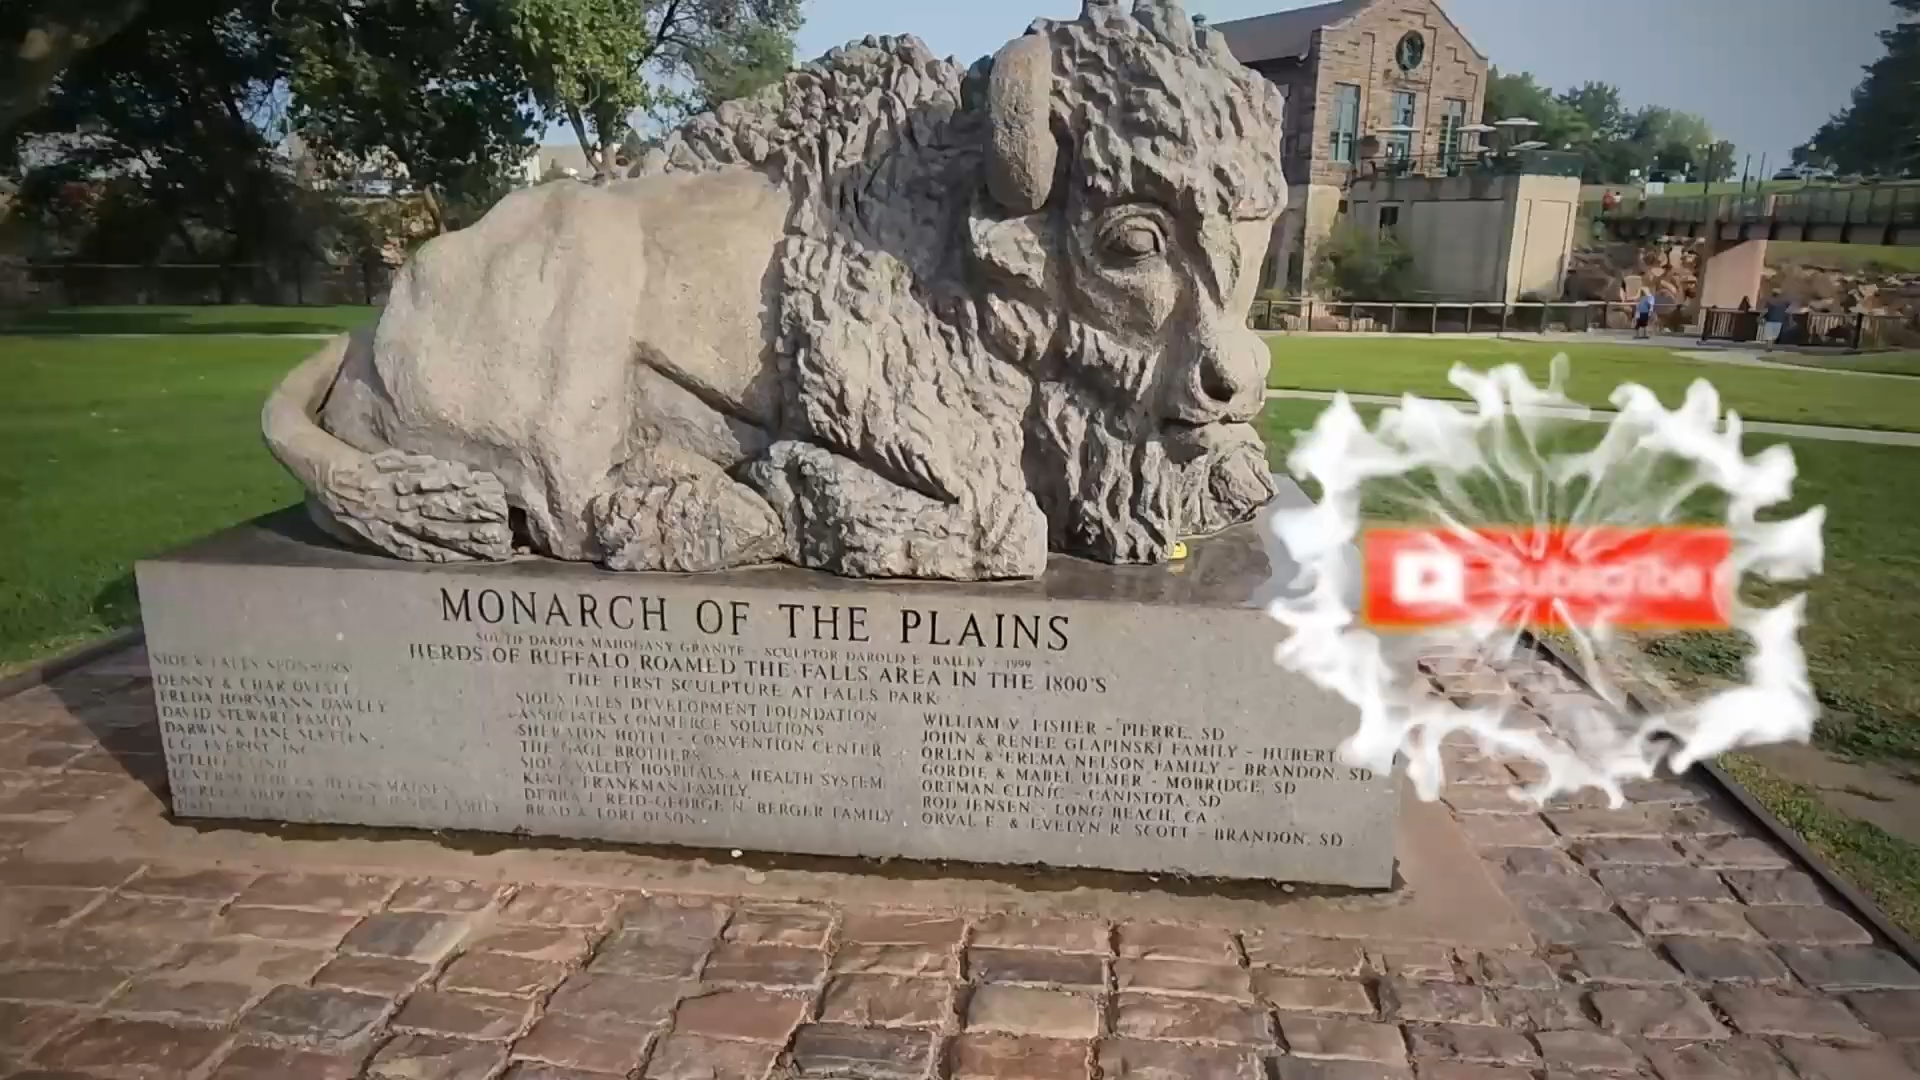 MONARCH OF THE PLAINS
SOUTH DAKOTA MAHOGANY GRANITE - SCULPTOR DAROLD E. BAILEY - 1999
HERDS OF BUFFALO ROAMED THE FALLS AREA IN THE 1800'S
THE FIRST SCULPTURE AT FALLS PARK
SIOUX FALLS SPONSORS
DENNY & CHAR
FREDA HORSMANN DAWLEY
DAVID STEWART FAMILY
DARWIN & JANE SLETTEN
L.G. EVERIST INC.
SIOUX FALLS DEVELOPMENT FOUNDATION
ASSOCIATES COMMERCE SOLUTIONS
SHERATON HOTEL - CONVENTION CENTER
THE GAGE BROTHERS
SIOUX VALLEY HOSPITALS & HEALTH SYSTEM
FRANKMAN FAMILY
DEBRA J. REID-GEORGE N. BERGER FAMILY
BRAD & LORI OLSON
WILLIAM V. FISHER - PIERRE, SD
JOHN & RENEE GLAPINSKI FAMILY - HUBERT
ORLIN & ERLMA NELSON FAMILY - BRANDON, SD
GORDIE & MABEL ULMER - MOBRIDGE, SD
ORTMAN CLINIC - CANISTOTA, SD
ROD JENSEN - LONG BEACH, CA
ORVAL E. & EVELYN R. SCOTT - BRANDON, SD
Subscribe